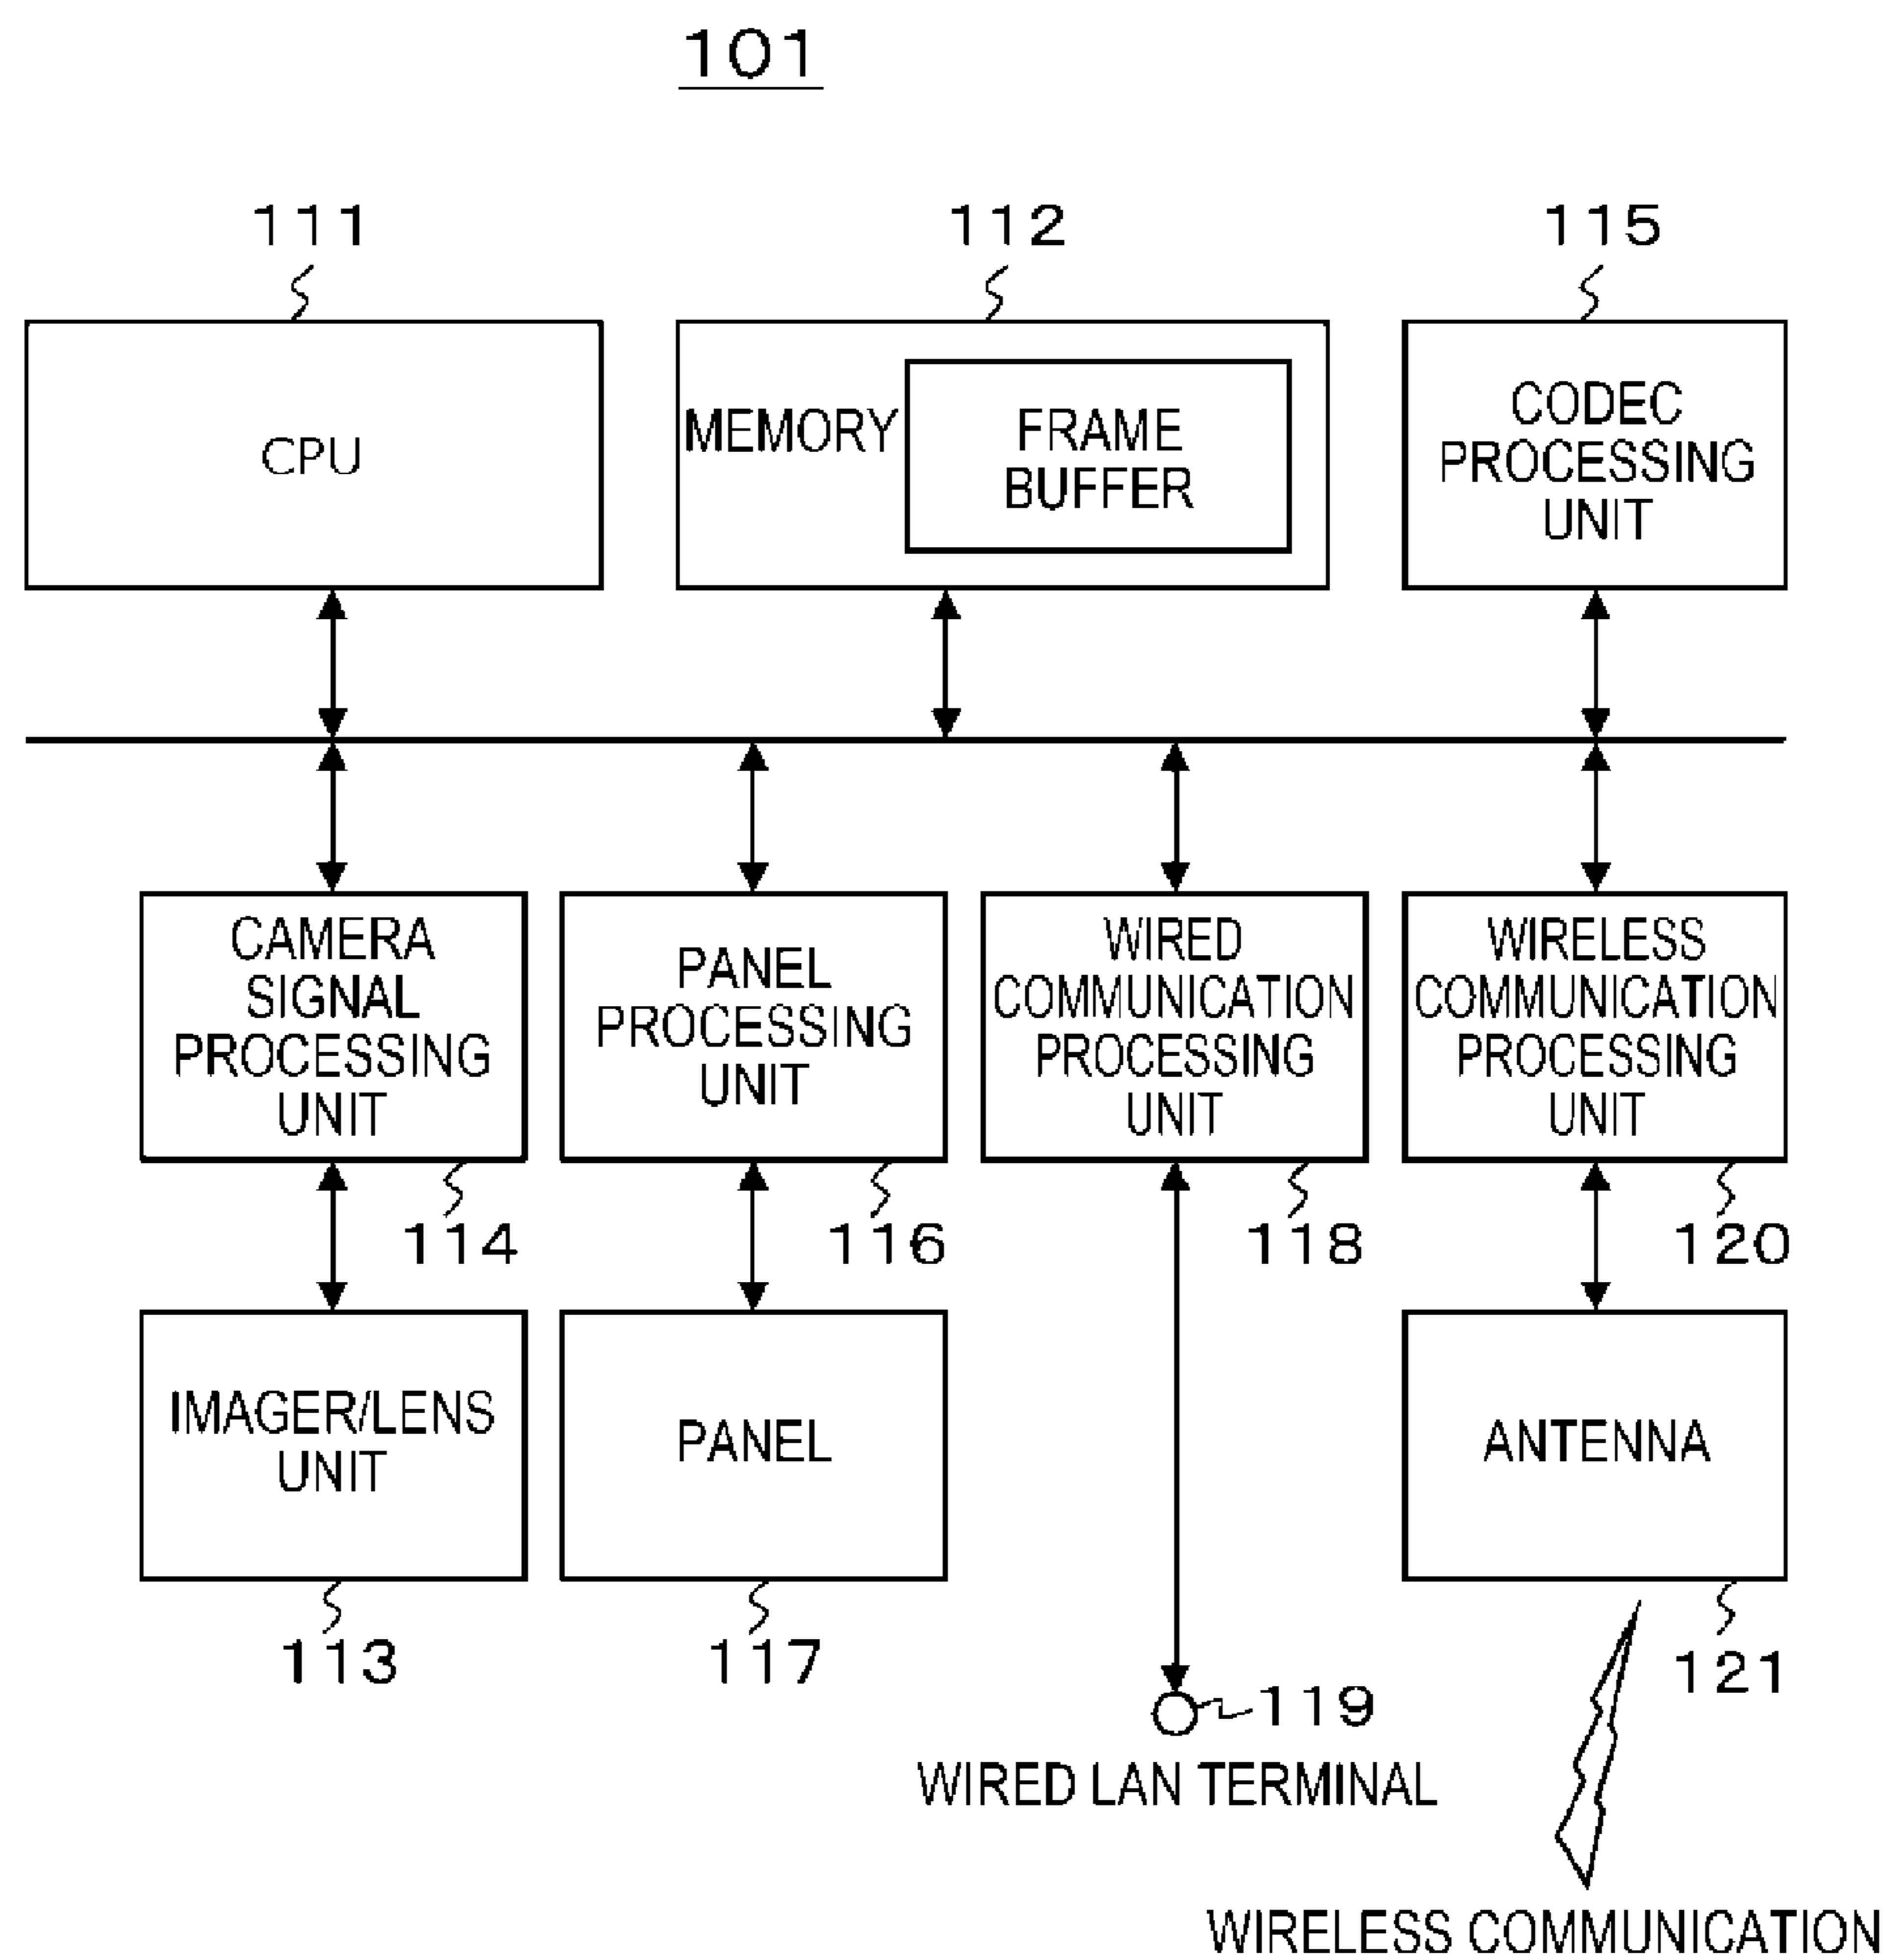 101
111
112
115
CPU
MEMORY
FRAME
BUFFER
CODEC
PROCESSING
UNIT
CAMERA
SIGNAL
PROCESSING
UNIT
PANEL
PROCESSING
UNIT
WIRED
COMMUNICATION
PROCESSING
UNIT
WIRELESS
COMMUNICATION
PROCESSING
UNIT
114
116
118
120
IMAGER/LENS
UNIT
PANEL
ANTENNA
113
117
119
121
WIRED LAN TERMINAL
WIRELESS COMMUNICATION